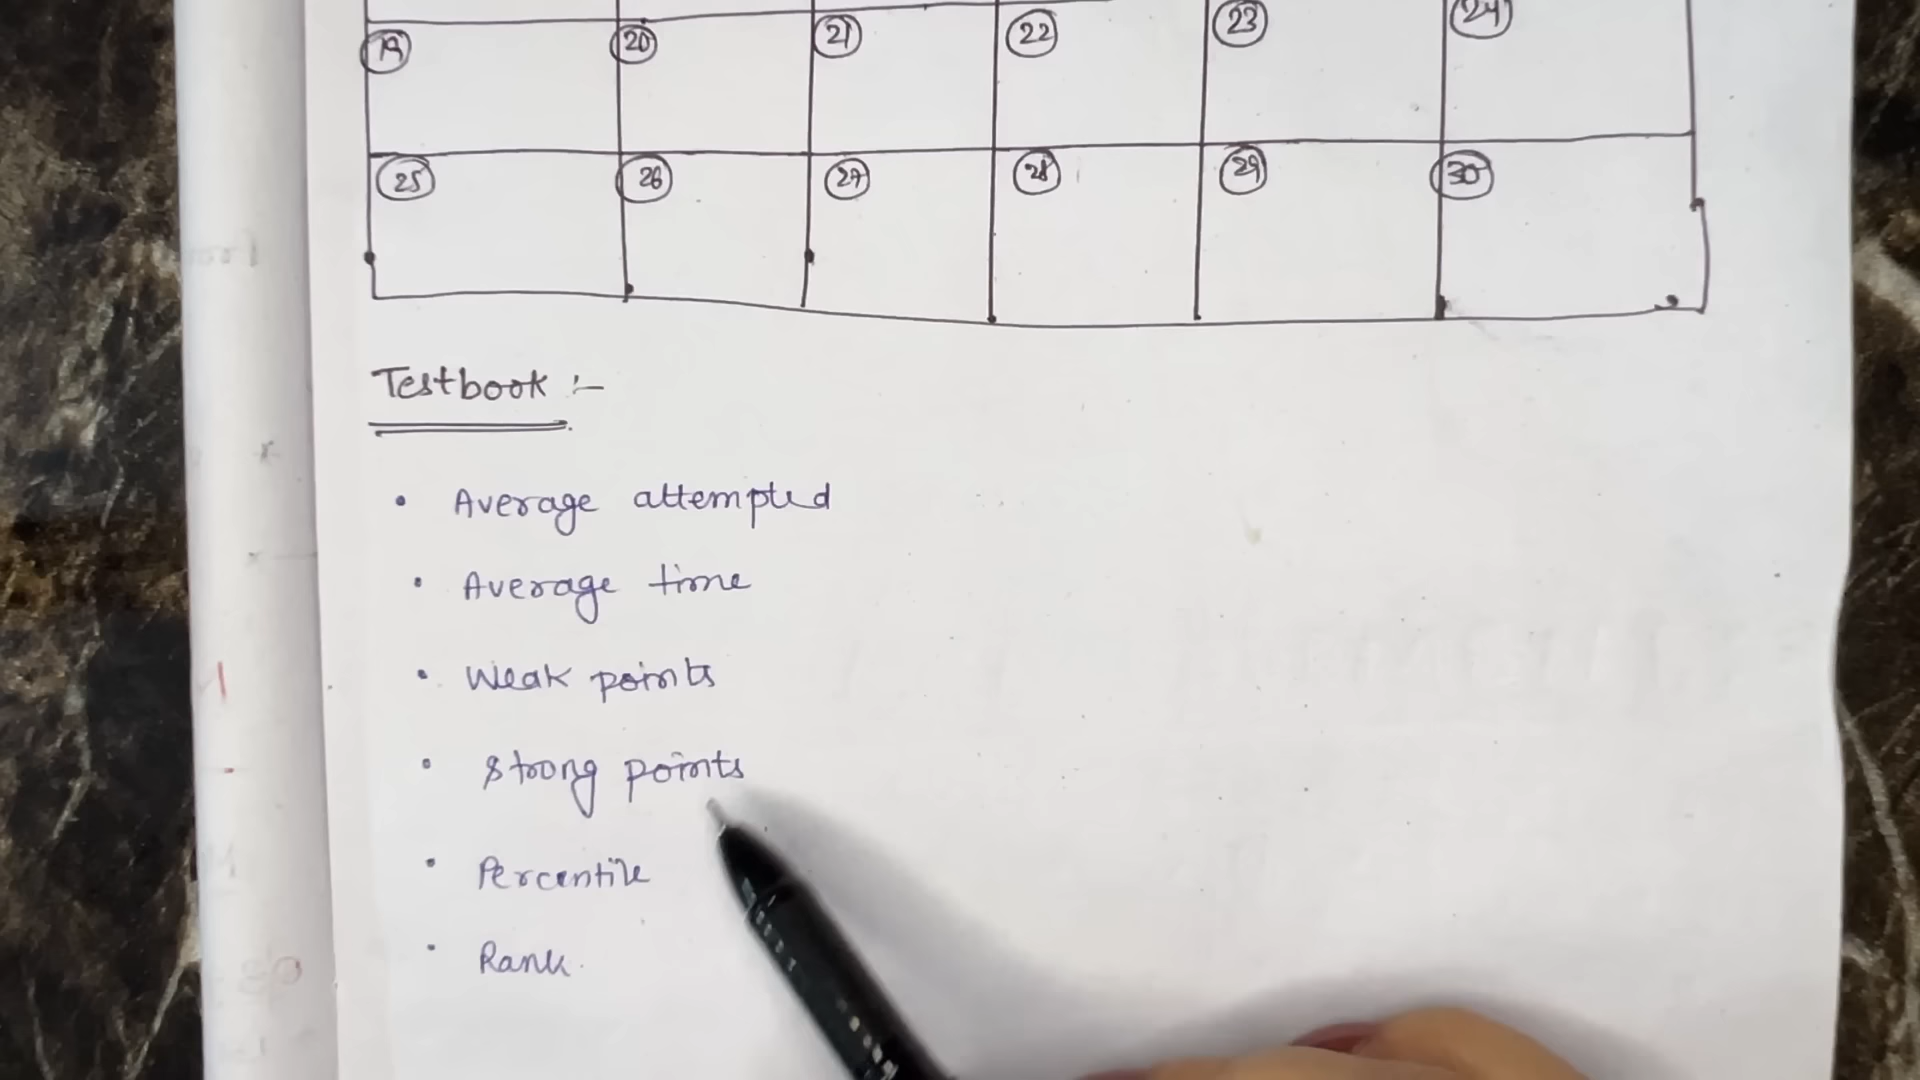 19 20 21 22 23 24
25 26 27 28 29 30
Testbook :-
• Average attempted
• Average time
• Weak points
• Strong points
• Percentile
• Rank.